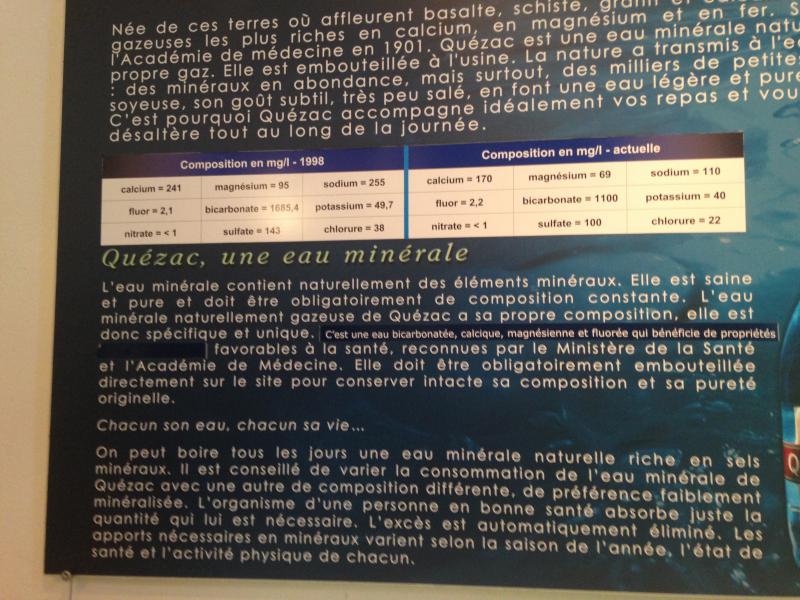 Née de ces terres où affleurent basalte, schiste, granit et
gazeuses les plus riches en calcium, en magnésium et en fer.
l'Académie de médecine en 1901. Quézac est une eau minérale
propre gaz. Elle est embouteillée à l'usine. La nature a transmis à
: des minéraux en abondance, mais surtout, des milliers de petites
soyeuse, son goût subtil, très peu salé, en font une eau légère et pure
C'est pourquoi Quézac accompagne idéalement vos repas et
désaltère tout au long de la journée.
Composition en mg/l - 1998
calcium = 241 magnésium = 95 sodium = 255
fluor = 2,1 bicarbonate = 1685,4 potassium = 49,7
nitrate = < 1 sulfate = 143 chlorure = 38
Composition en mg/l - actuelle
calcium = 170 magnésium = 69 sodium = 110
fluor = 2,2 bicarbonate = 1100 potassium = 40
nitrate = < 1 sulfate = 100 chlorure = 22
Quézac, une eau minérale
L'eau minérale contient naturellement des éléments minéraux. Elle est saine
et pure et doit être obligatoirement de composition constante. L'eau
minérale naturellement gazeuse de Quézac a sa propre composition, elle est
donc spécifique et unique. C'est une eau bicarbonatée, calcique, magnésienne et fluorée qui bénéficie de propriétés
favorables à la santé, reconnues par le Ministère de la Santé
et l'Académie de Médecine. Elle doit être obligatoirement embouteillée
directement sur le site pour conserver intacte sa composition et sa pureté
originelle.
Chacun son eau, chacun sa vie...
On peut boire tous les jours une eau minérale naturelle riche en sels
minéraux. Il est conseillé de varier la consommation de l'eau minérale de
Quézac avec une autre de composition différente, de préférence faiblement
minéralisée. L'organisme d'une personne en bonne santé absorbe juste la
quantité qui lui est nécessaire. L'excès est automatiquement éliminé. Les
apports nécessaires en minéraux varient selon la saison de l'année, l'état de
santé et l'activité physique de chacun.